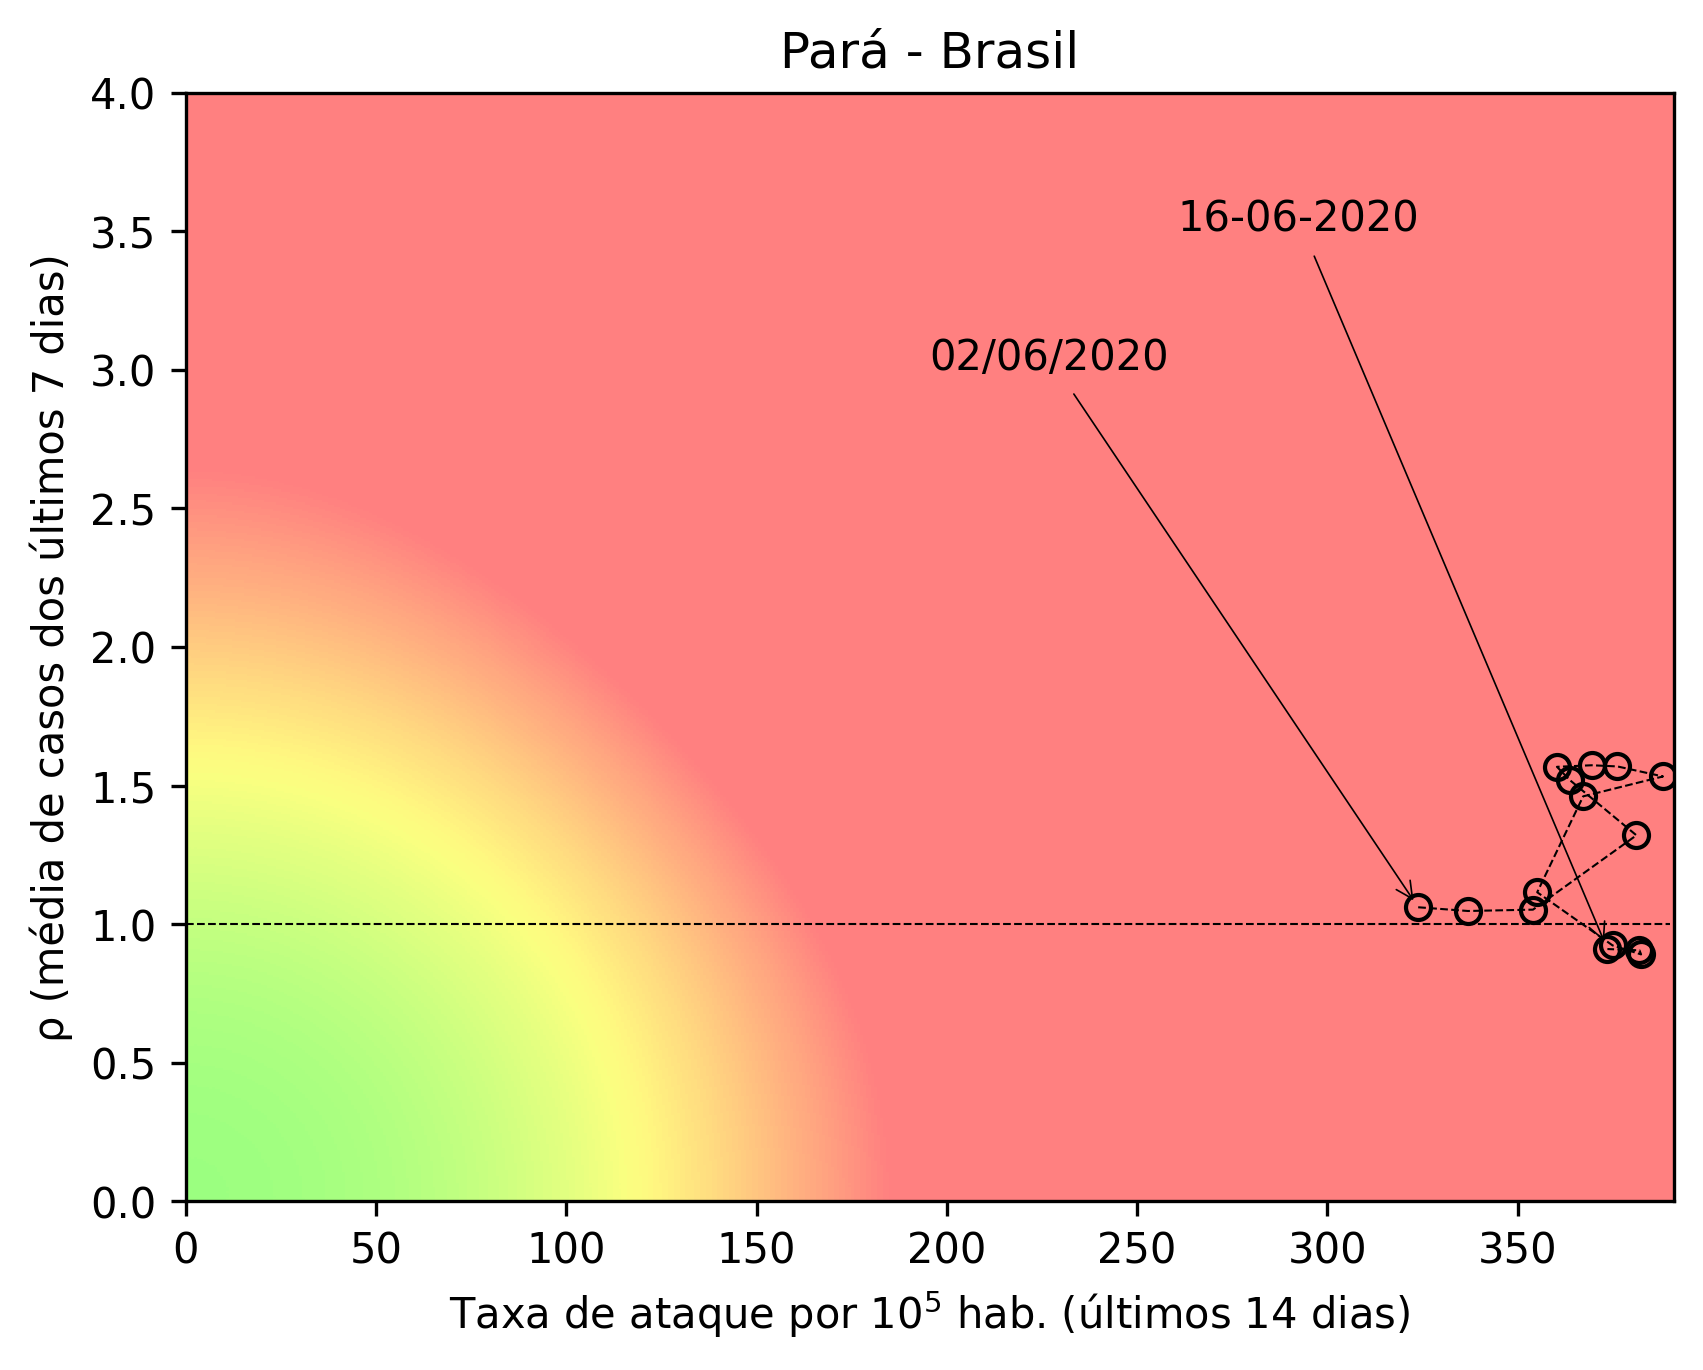 Pará - Brasil
4.0
3.5
3.0
2.5
2.0
1.5
1.0
0.5
0.0
ρ (média de casos dos últimos 7 dias)
16-06-2020
02/06/2020
0 50 100 150 200 250 300 350
Taxa de ataque por 10⁵ hab. (últimos 14 dias)